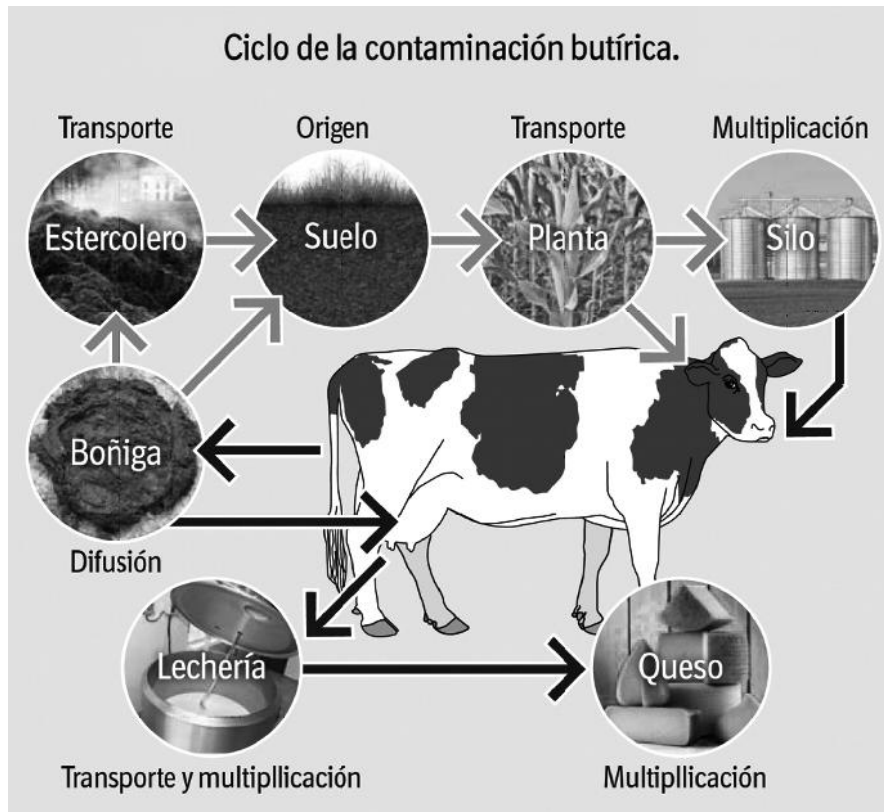 Ciclo de la contaminación butírica.
Transporte
Origen
Transporte
Multiplicación
Estercolero
Suelo
Planta
Silo
Boñiga
Difusión
Lechería
Queso
Transporte y multipllicación
Multipllicación